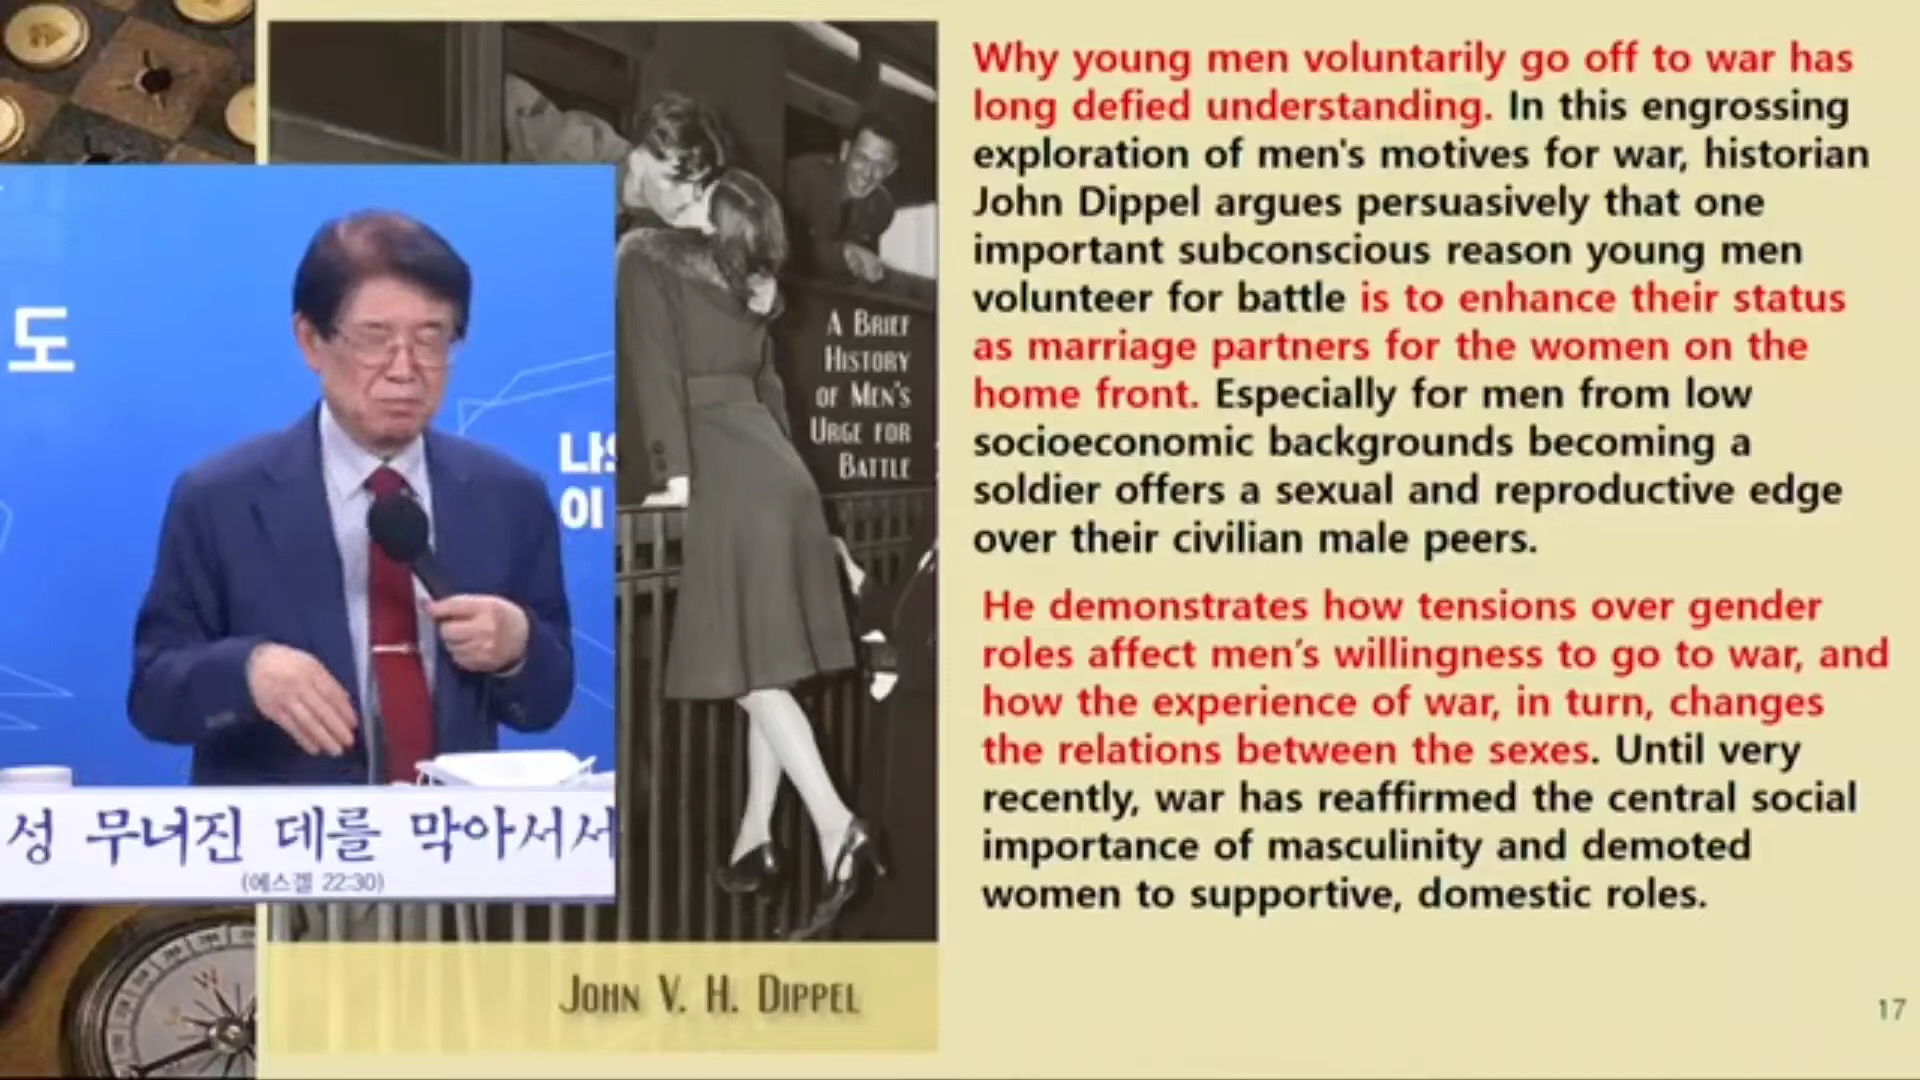 도
나의
이
성 무너진 데를 막아서서
(에스겔 22:30)
A Brief
History
of Men's
Urge for
Battle
John V. H. Dippel
Why young men voluntarily go off to war has
long defied understanding. In this engrossing
exploration of men's motives for war, historian
John Dippel argues persuasively that one
important subconscious reason young men
volunteer for battle is to enhance their status
as marriage partners for the women on the
home front. Especially for men from low
socioeconomic backgrounds becoming a
soldier offers a sexual and reproductive edge
over their civilian male peers.
He demonstrates how tensions over gender
roles affect men’s willingness to go to war, and
how the experience of war, in turn, changes
the relations between the sexes. Until very
recently, war has reaffirmed the central social
importance of masculinity and demoted
women to supportive, domestic roles.
17